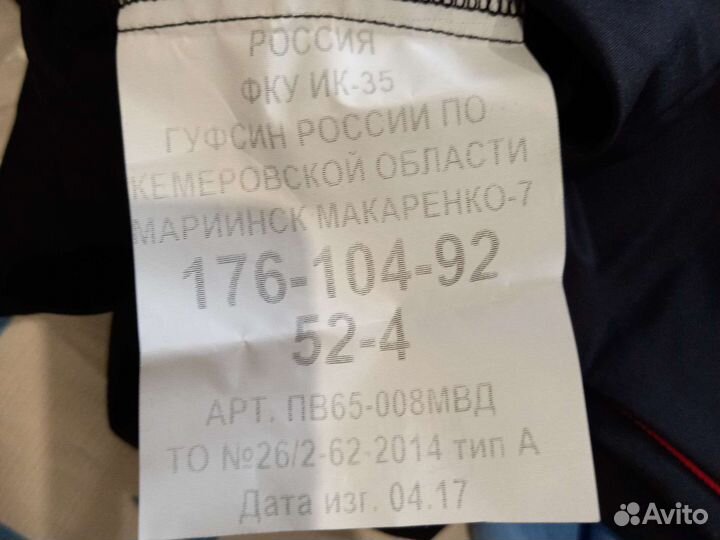 РОССИЯ
ФКУ ИК-35
ГУФСИН РОССИИ ПО
КЕМЕРОВСКОЙ ОБЛАСТИ
МАРИИНСК МАКАРЕНКО-7
176-104-92
52-4
АРТ. ПВ65-008МВД
ТО №26/2-62-2014 тип А
Дата изг. 04.17
Avito